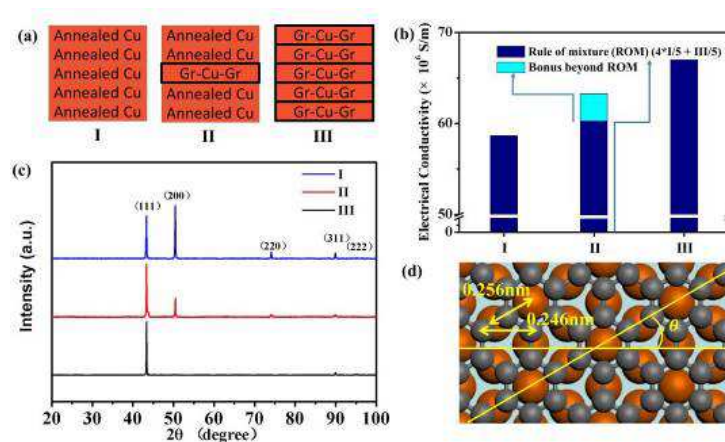 (a)
Annealed Cu
Annealed Cu
Annealed Cu
Annealed Cu
Annealed Cu
I
Annealed Cu
Annealed Cu
Gr-Cu-Gr
Annealed Cu
Annealed Cu
II
Gr-Cu-Gr
Gr-Cu-Gr
Gr-Cu-Gr
Gr-Cu-Gr
Gr-Cu-Gr
III
(b)
Electrical Conductivity (× 10⁶ S/m)
70
60
50
0
Rule of mixture (ROM) (4*I/5 + III/5)
Bonus beyond ROM
I
II
III
(c)
Intensity (a.u.)
I
II
III
(111)
(200)
(220)
(311)
(222)
20
30
40
50
60
70
80
90
100
2θ (degree)
(d)
0.256nm
0.246nm
θ